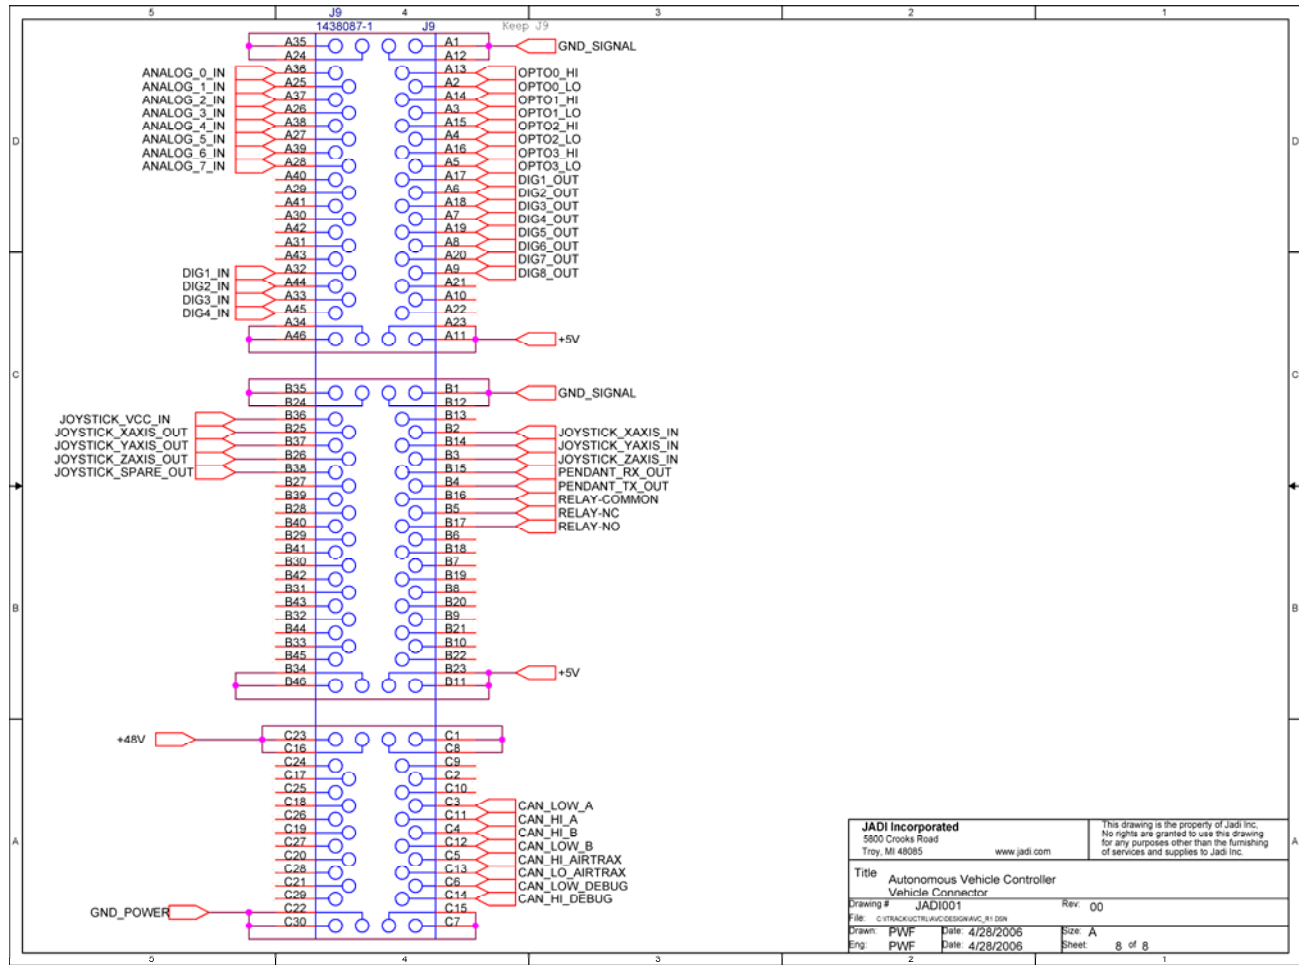 5 4 3 2 1
J9
1438087-1 J9 Keep J9
A35 A1 GND_SIGNAL
A24 A12
ANALOG_0_IN A36 A13 OPTO0_HI
ANALOG_1_IN A25 A2 OPTO0_LO
ANALOG_2_IN A37 A14 OPTO1_HI
ANALOG_3_IN A26 A3 OPTO1_LO
ANALOG_4_IN A38 A15 OPTO2_HI
D ANALOG_5_IN A27 A4 OPTO2_LO D
ANALOG_6_IN A39 A16 OPTO3_HI
ANALOG_7_IN A28 A5 OPTO3_LO
A40 A17 DIG1_OUT
A29 A6 DIG2_OUT
A41 A18 DIG3_OUT
A30 A7 DIG4_OUT
A42 A19 DIG5_OUT
A31 A8 DIG6_OUT
A43 A20 DIG7_OUT
DIG1_IN A32 A9 DIG8_OUT
DIG2_IN A44 A21
DIG3_IN A33 A10
DIG4_IN A45 A22
A34 A23
A46 A11 +5V
C C
B35 B1 GND_SIGNAL
B24 B12
JOYSTICK_VCC_IN B36 B13
JOYSTICK_XAXIS_OUT B25 B2 JOYSTICK_XAXIS_IN
JOYSTICK_YAXIS_OUT B37 B14 JOYSTICK_YAXIS_IN
JOYSTICK_ZAXIS_OUT B26 B3 JOYSTICK_ZAXIS_IN
JOYSTICK_SPARE_OUT B38 B15 PENDANT_RX_OUT
B27 B4 PENDANT_TX_OUT
B39 B16 RELAY-COMMON
B28 B5 RELAY-NC
B40 B17 RELAY-NO
B29 B6
B41 B18
B30 B7
B42 B19
B31 B8
B B43 B20 B
B32 B9
B44 B21
B33 B10
B45 B22
B34 B23 +5V
B46 B11
+48V C23 C1
C16 C8
C24 C9
C17 C2
C25 C10
C18 C3 CAN_LOW_A
C26 C11 CAN_HI_A
C19 C4 CAN_HI_B
A C27 C12 CAN_LOW_B A
C20 C5 CAN_HI_AIRTRAX
C28 C13 CAN_LO_AIRTRAX
C21 C6 CAN_LOW_DEBUG
C29 C14 CAN_HI_DEBUG
GND_POWER C22 C15
C30 C7
JADI Incorporated
5800 Crooks Road
Troy, MI 48085 www.jadi.com
This drawing is the property of Jadi Inc,
No rights are granted to use this drawing
for any purposes other than the furnishing
of services and supplies to Jadi Inc.
Title Autonomous Vehicle Controller
Vehicle Connector
Drawing # JADI001 Rev: 00
File: C:\TRACK\UCTRL\AVC\DESIGN\AVC_R1.DSN
Drawn: PWF Date: 4/28/2006 Size: A
Eng: PWF Date: 4/28/2006 Sheet: 8 of 8
5 4 3 2 1